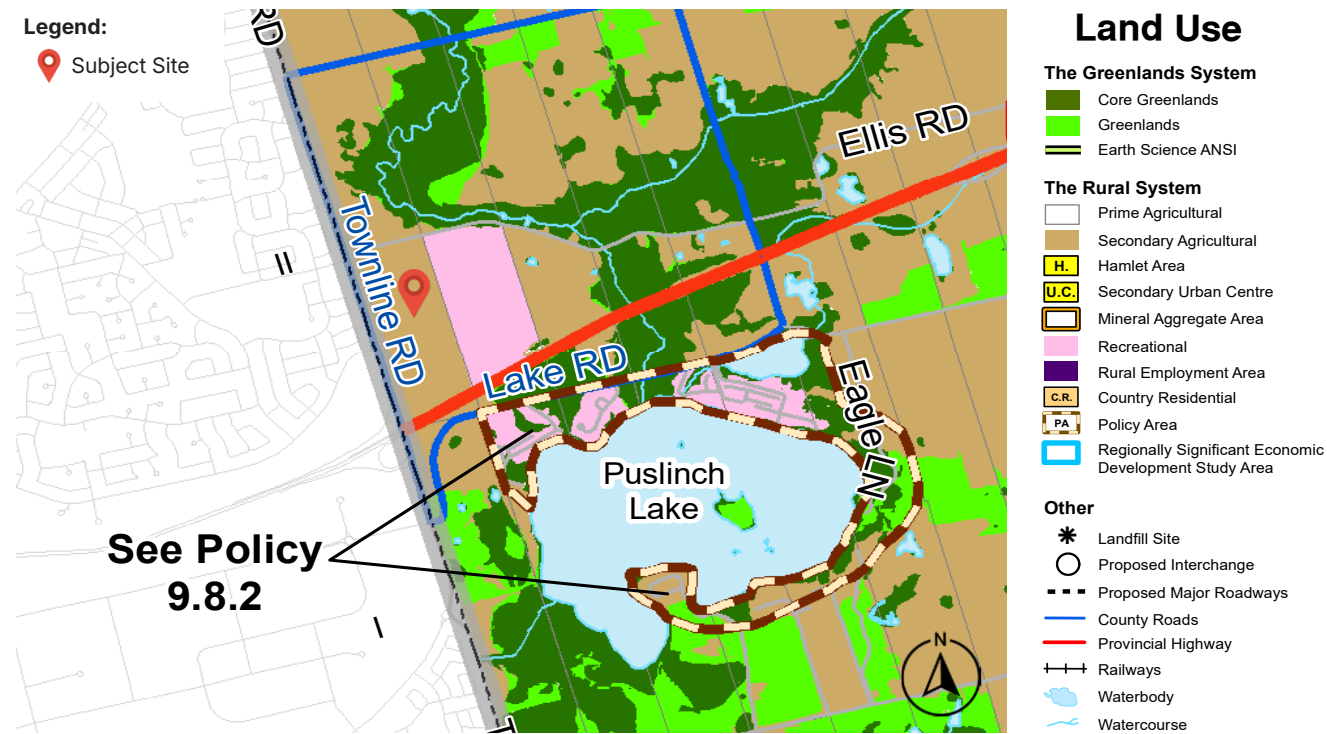 Legend:
Subject Site
RD
Ellis RD
Townline RD
II
Lake RD
Eagle LN
Puslinch
Lake
See Policy
9.8.2
I
N
T
Land Use
The Greenlands System
Core Greenlands
Greenlands
Earth Science ANSI
The Rural System
Prime Agricultural
Secondary Agricultural
H. Hamlet Area
U.C. Secondary Urban Centre
Mineral Aggregate Area
Recreational
Rural Employment Area
C.R. Country Residential
PA Policy Area
Regionally Significant Economic
Development Study Area
Other
Landfill Site
Proposed Interchange
Proposed Major Roadways
County Roads
Provincial Highway
Railways
Waterbody
Watercourse